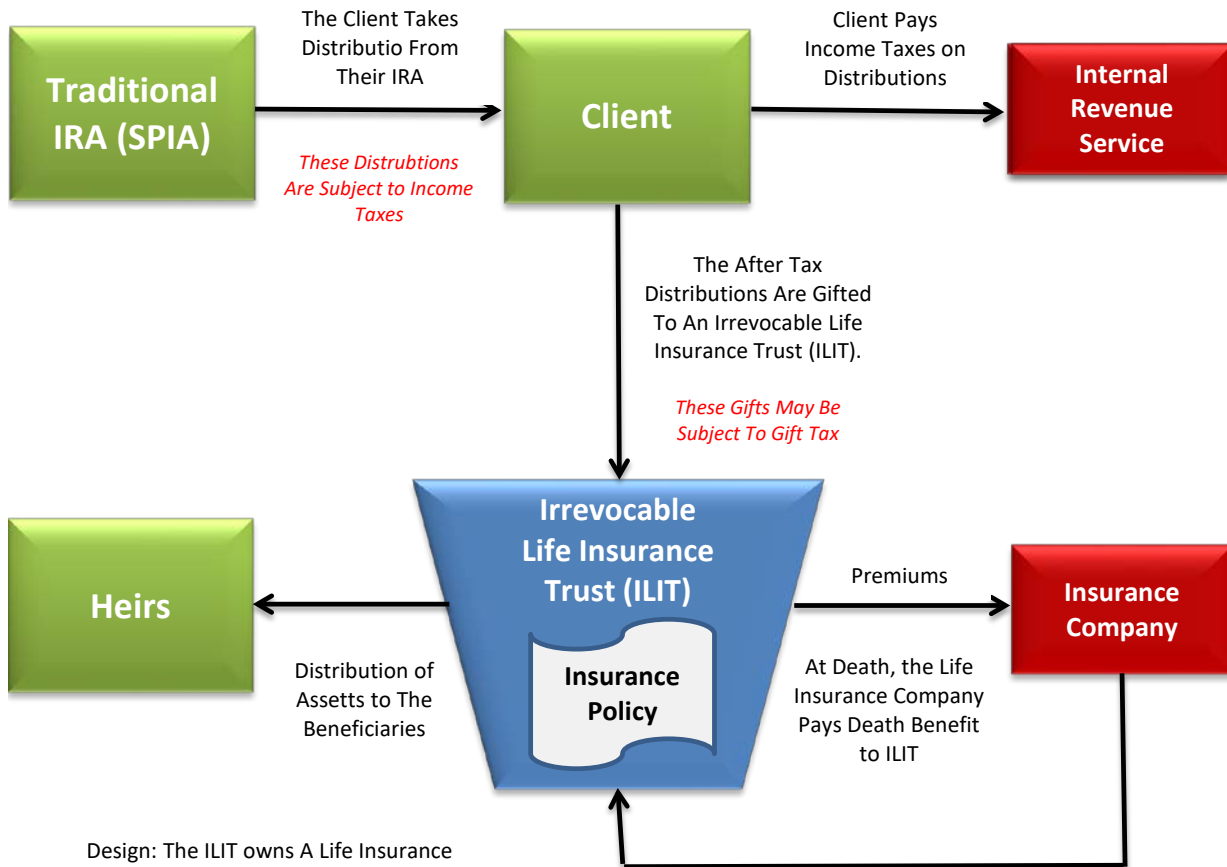 The Client Takes
Distributio From
Their IRA
Client Pays
Income Taxes on
Distributions
Traditional
IRA (SPIA)
Client
Internal
Revenue
Service
These Distrubtions
Are Subject to Income
Taxes
The After Tax
Distributions Are Gifted
To An Irrevocable Life
Insurance Trust (ILIT).
These Gifts May Be
Subject To Gift Tax
Irrevocable
Life Insurance
Trust (ILIT)
Heirs
Premiums
Insurance
Company
Distribution of
Assetts to The
Beneficiaries
Insurance
Policy
At Death, the Life
Insurance Company
Pays Death Benefit
to ILIT
Design: The ILIT owns A Life Insurance